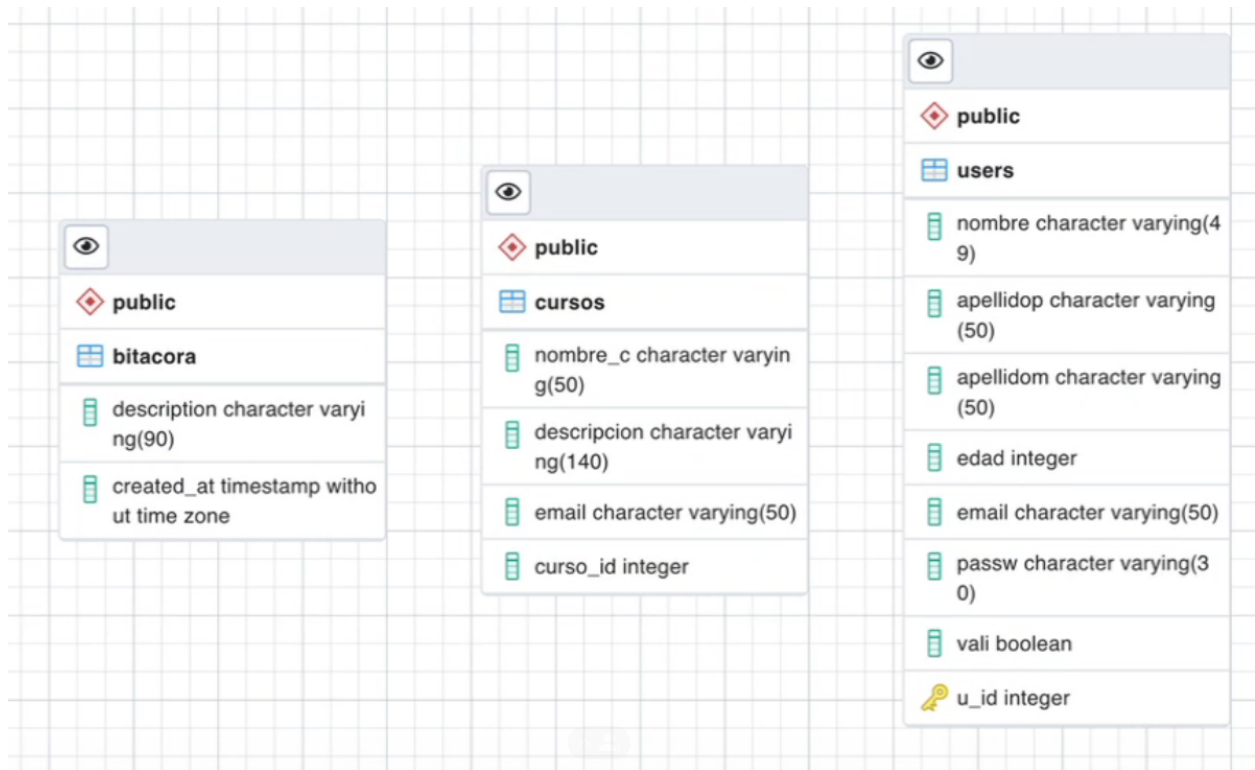 public
bitacora
description character varyi
ng(90)
created_at timestamp witho
ut time zone
public
cursos
nombre_c character varyin
g(50)
descripcion character varyi
ng(140)
email character varying(50)
curso_id integer
public
users
nombre character varying(4
9)
apellidop character varying
(50)
apellidom character varying
(50)
edad integer
email character varying(50)
passw character varying(3
0)
vali boolean
u_id integer